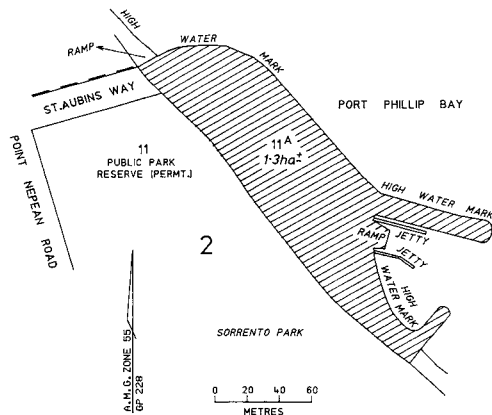 HIGH
WATER
MARK
RAMP
ST. AUBINS WAY
PORT PHILLIP BAY
POINT NEPEAN ROAD
11
PUBLIC PARK
RESERVE (PERMT.)
11A
1·3ha±
HIGH WATER MARK
JETTY
RAMP
JETTY
HIGH
WATER MARK
2
SORRENTO PARK
A.M.G. ZONE 55
GP 228
0 20 40 60
METRES